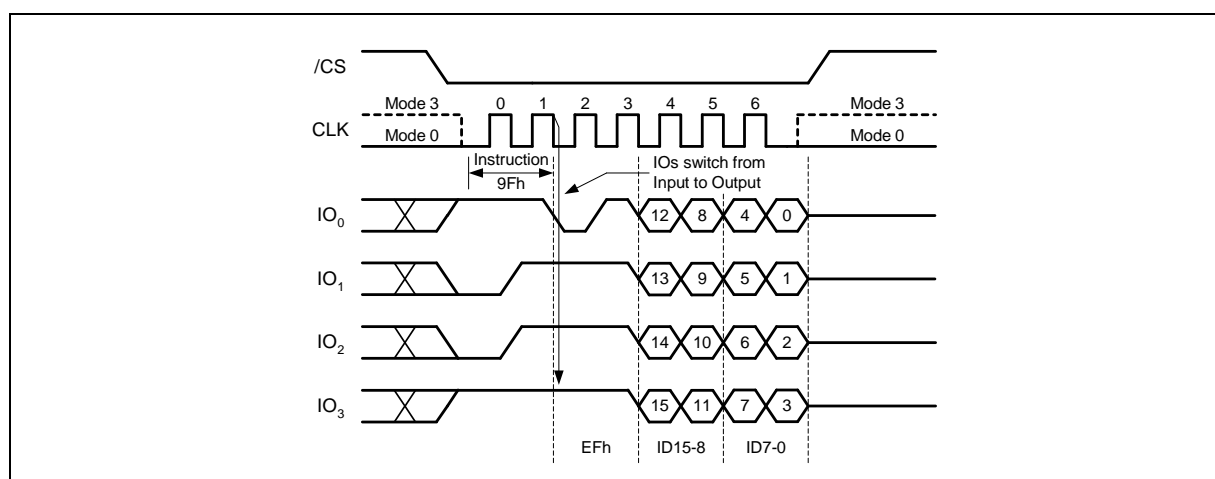 /CS
Mode 3 0 1 2 3 4 5 6 Mode 3
CLK
Mode 0 Mode 0
Instruction IOs switch from
9Fh Input to Output
IO0 12 8 4 0
IO1 13 9 5 1
IO2 14 10 6 2
IO3 15 11 7 3
EFh ID15-8 ID7-0